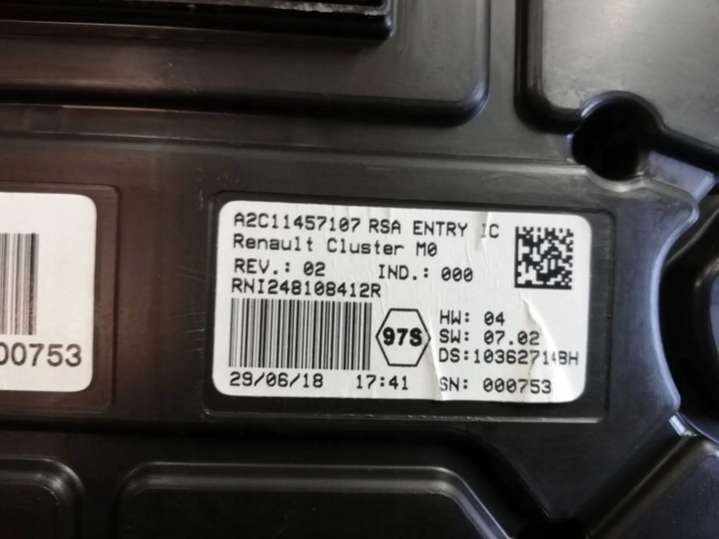 00753
A2C11457107 RSA ENTRY IC
Renault Cluster M0
REV.: 02 IND.: 000
RNI248108412R
97S
HW: 04
SW: 07.02
DS:10362714BH
29/06/18 17:41 SN: 000753